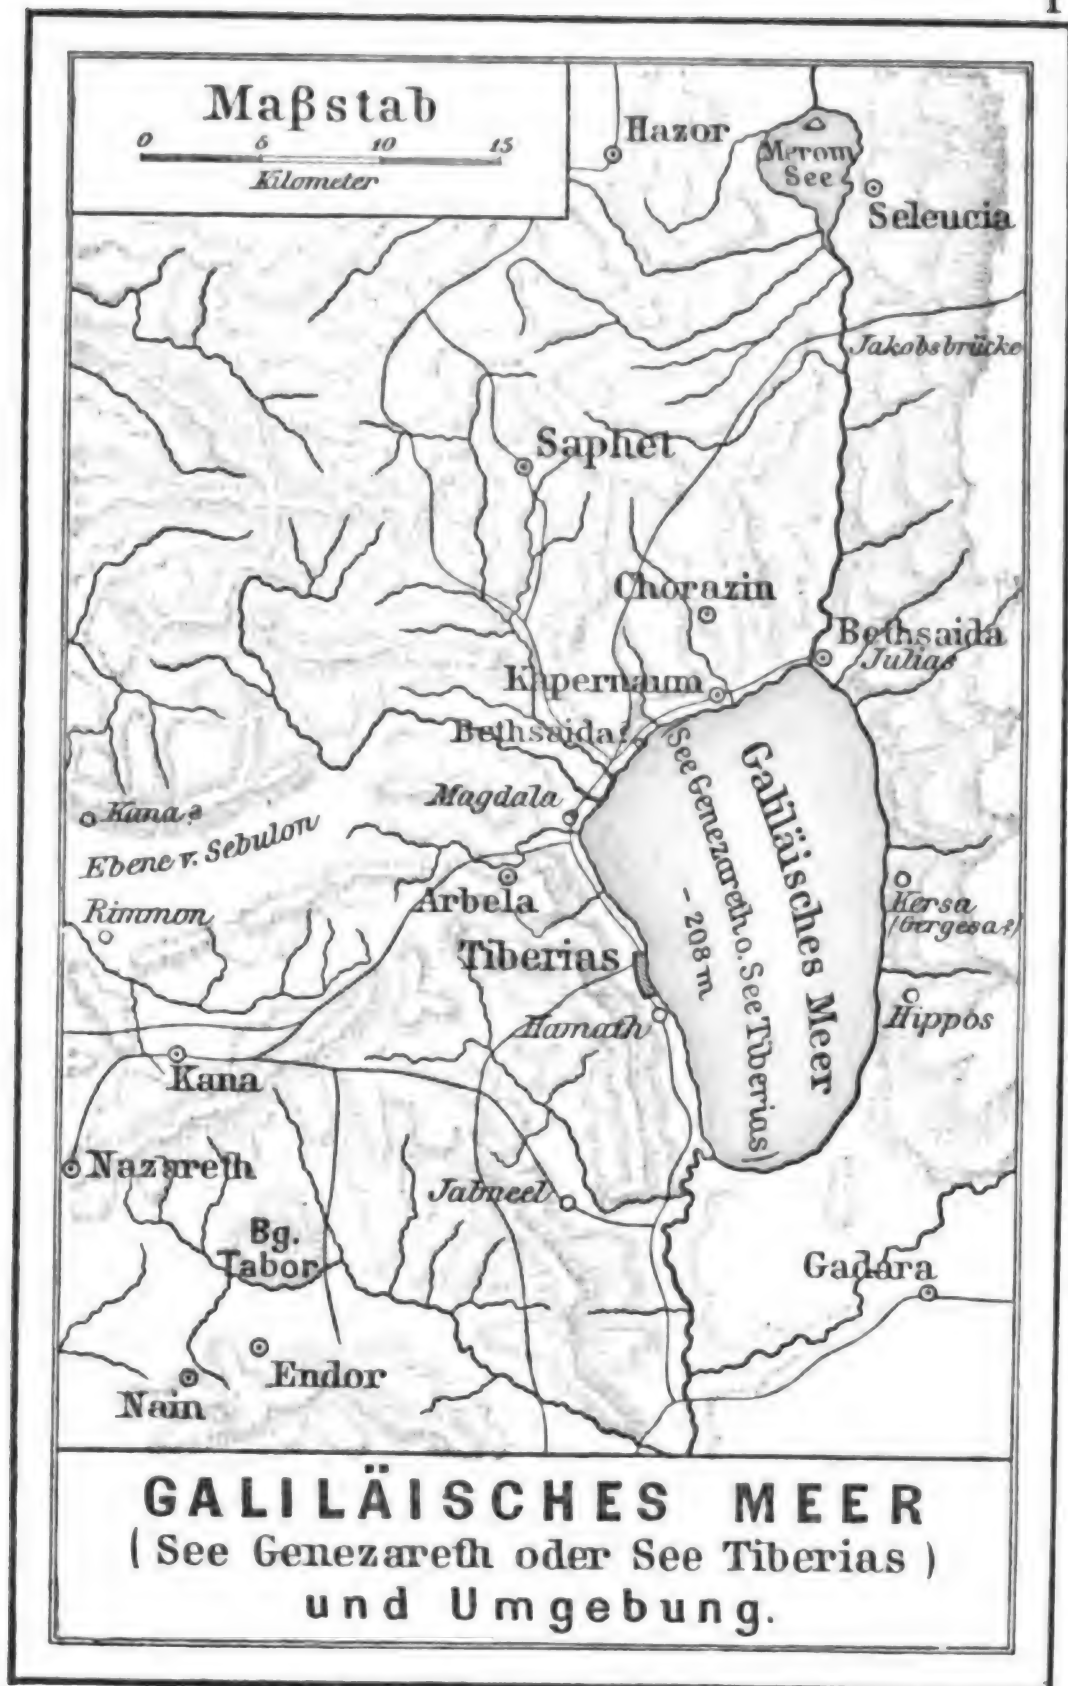 Maßstab
0 5 10 15
Kilometer
Hazor
Merom
See
Seleucia
Jakobsbrücke
Saphet
Chorazin
Bethsaida
Julias
Kapernaum
Bethsaida?
Magdala
Kana?
Ebene v. Sebulon
Rimmon
Arbela
Tiberias
Hamath
Galiläisches Meer
See Genezareth o. See Tiberias)
- 208 m
Kersa
(Gergesa?)
Hippos
Kana
Nazareth
Jabneel
Bg.
Tabor
Gadara
Endor
Nain
GALILÄISCHES MEER
(See Genezareth oder See Tiberias)
und Umgebung.